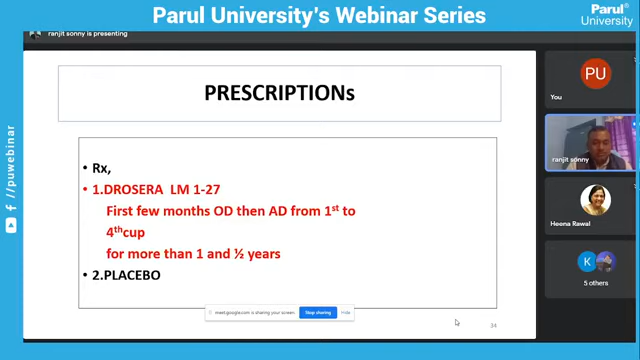 Parul University's Webinar Series
Parul®
University
ranjit sonny is presenting
PRESCRIPTIONs
• Rx,
• 1.DROSERA LM 1-27
First few months OD then AD from 1st to
4thcup
for more than 1 and ½ years
• 2.PLACEBO
meet.google.com is sharing your screen.
Stop sharing
Hide
34
PU
You
ranjit sonny
Heena Rawal
K
5 others
/puwebinar